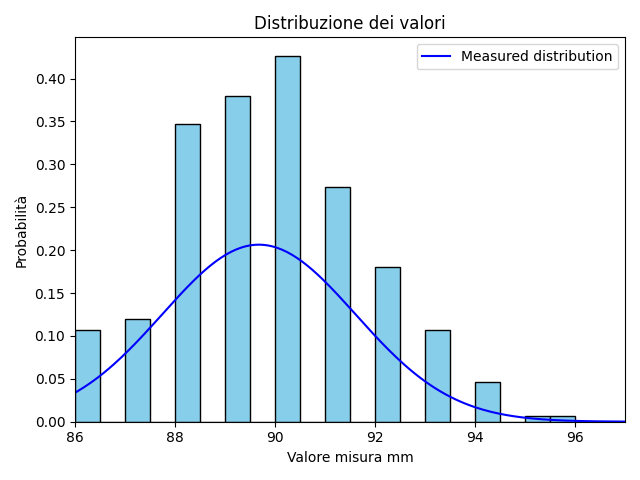 Distribuzione dei valori
Measured distribution
Probabilità
0.40
0.35
0.30
0.25
0.20
0.15
0.10
0.05
0.00
86 88 90 92 94 96
Valore misura mm